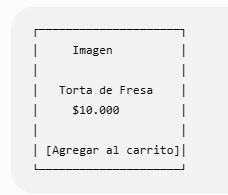 Imagen
Torta de Fresa
$10.000
[Agregar al carrito]